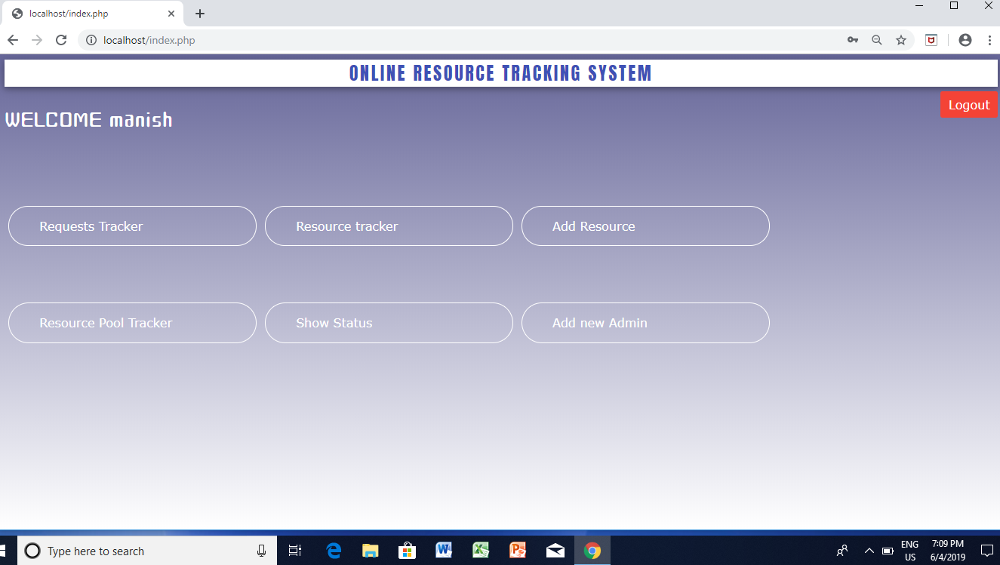 localhost/index.php
localhost/index.php
ONLINE RESOURCE TRACKING SYSTEM
Logout
WELCOME manish
Requests Tracker
Resource tracker
Add Resource
Resource Pool Tracker
Show Status
Add new Admin
Type here to search
ENG
US
7:09 PM
6/4/2019